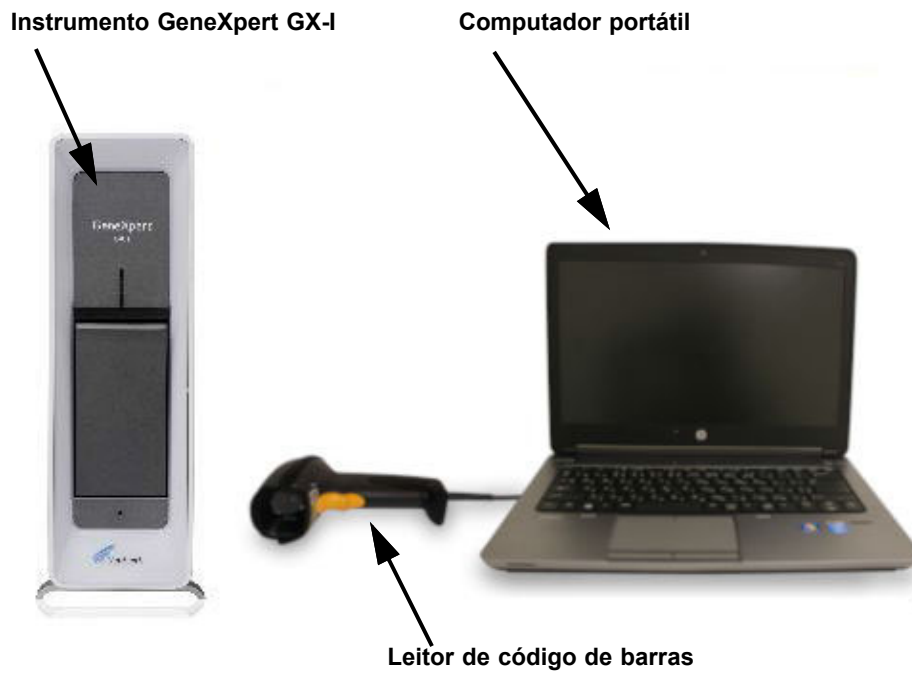 Instrumento GeneXpert GX-I
Computador portátil
GeneXpert
Leitor de código de barras